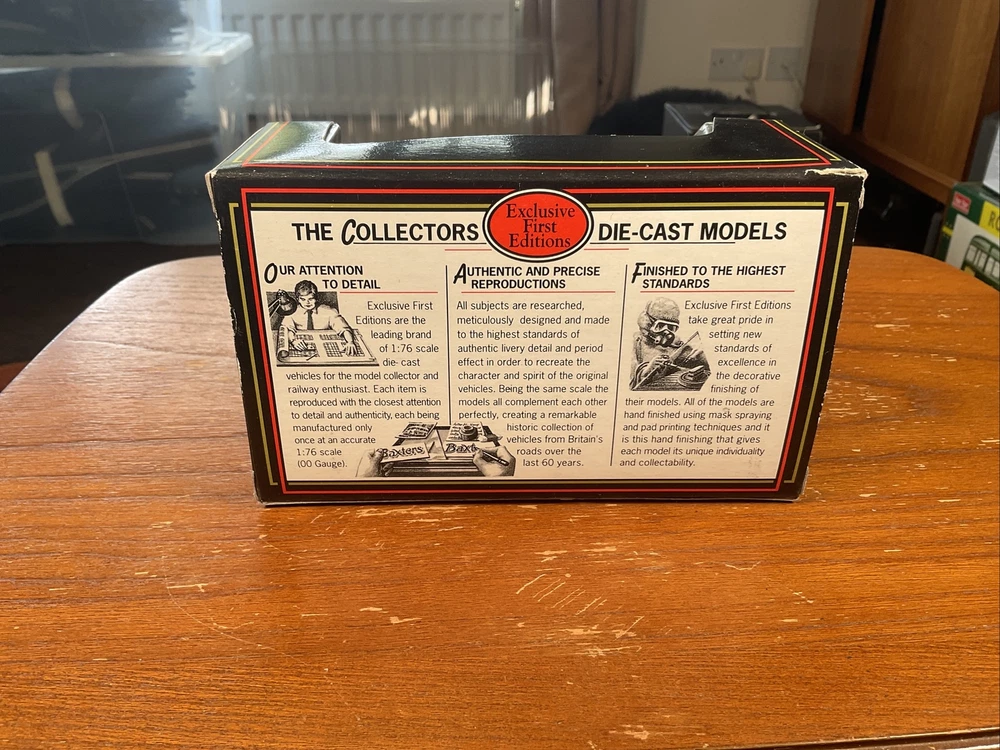 THE COLLECTORS
Exclusive
First
Editions
DIE-CAST MODELS
OUR ATTENTION
TO DETAIL
Exclusive First
Editions are the
leading brand
of 1:76 scale
die- cast
vehicles for the model collector and
railway enthusiast. Each item is
reproduced with the closest attention
to detail and authenticity, each being
manufactured only
once at an accurate
1:76 scale
(00 Gauge).
AUTHENTIC AND PRECISE
REPRODUCTIONS
All subjects are researched,
meticulously designed and made
to the highest standards of
authentic livery detail and period
effect in order to recreate the
character and spirit of the original
vehicles. Being the same scale the
models all complement each other
perfectly, creating a remarkable
historic collection of
vehicles from Britain's
roads over the
last 60 years.
Baxters
Baxt
FINISHED TO THE HIGHEST
STANDARDS
Exclusive First Editions
take great pride in
setting new
standards of
excellence in
the decorative
finishing of
their models. All of the models are
hand finished using mask spraying
and pad printing techniques and it
is this hand finishing that gives
each model its unique individuality
and collectability.